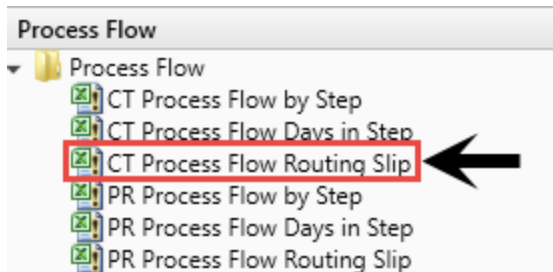 Process Flow
Process Flow
CT Process Flow by Step
CT Process Flow Days in Step
CT Process Flow Routing Slip
PR Process Flow by Step
PR Process Flow Days in Step
PR Process Flow Routing Slip